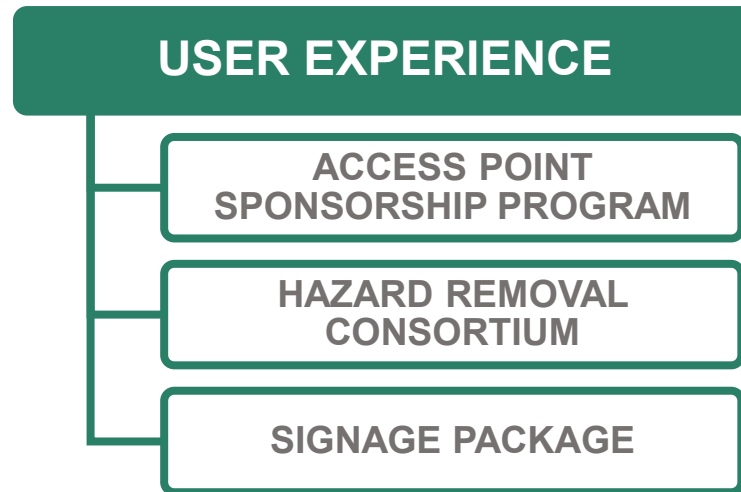 USER EXPERIENCE
ACCESS POINT
SPONSORSHIP PROGRAM
HAZARD REMOVAL
CONSORTIUM
SIGNAGE PACKAGE